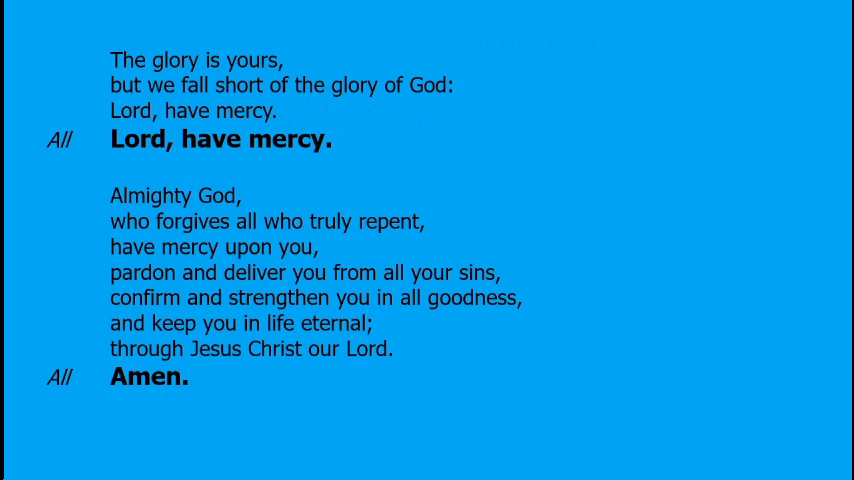 The glory is yours,
but we fall short of the glory of God:
Lord, have mercy.
All Lord, have mercy.
Almighty God,
who forgives all who truly repent,
have mercy upon you,
pardon and deliver you from all your sins,
confirm and strengthen you in all goodness,
and keep you in life eternal;
through Jesus Christ our Lord.
All Amen.